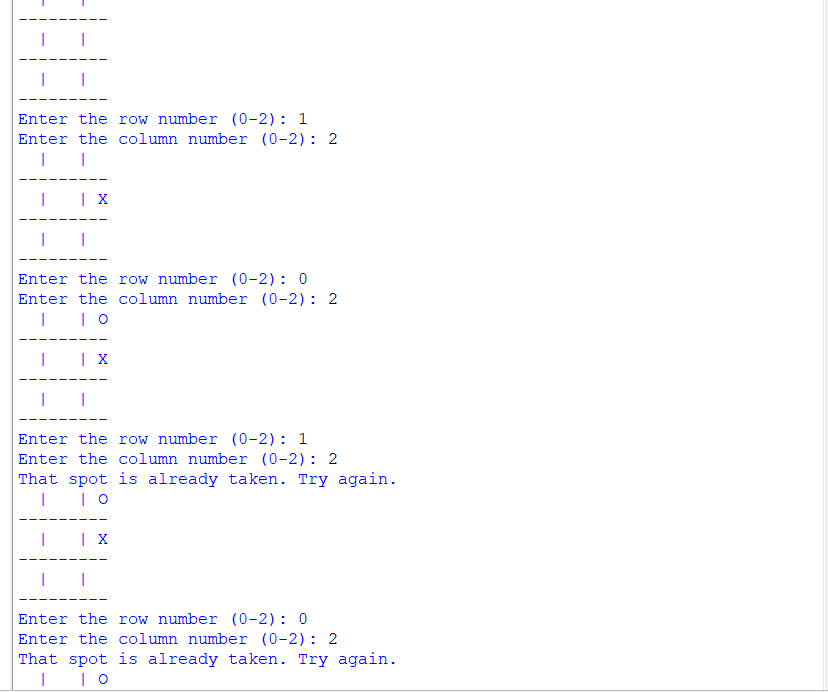 |   |
---------
  |   |
---------
  |   |
---------
Enter the row number (0-2): 1
Enter the column number (0-2): 2
  |   |
---------
  |   | X
---------
  |   |
---------
Enter the row number (0-2): 0
Enter the column number (0-2): 2
  |   | O
---------
  |   | X
---------
  |   |
---------
Enter the row number (0-2): 1
Enter the column number (0-2): 2
That spot is already taken. Try again.
  |   | O
---------
  |   | X
---------
  |   |
---------
Enter the row number (0-2): 0
Enter the column number (0-2): 2
That spot is already taken. Try again.
  |   | O